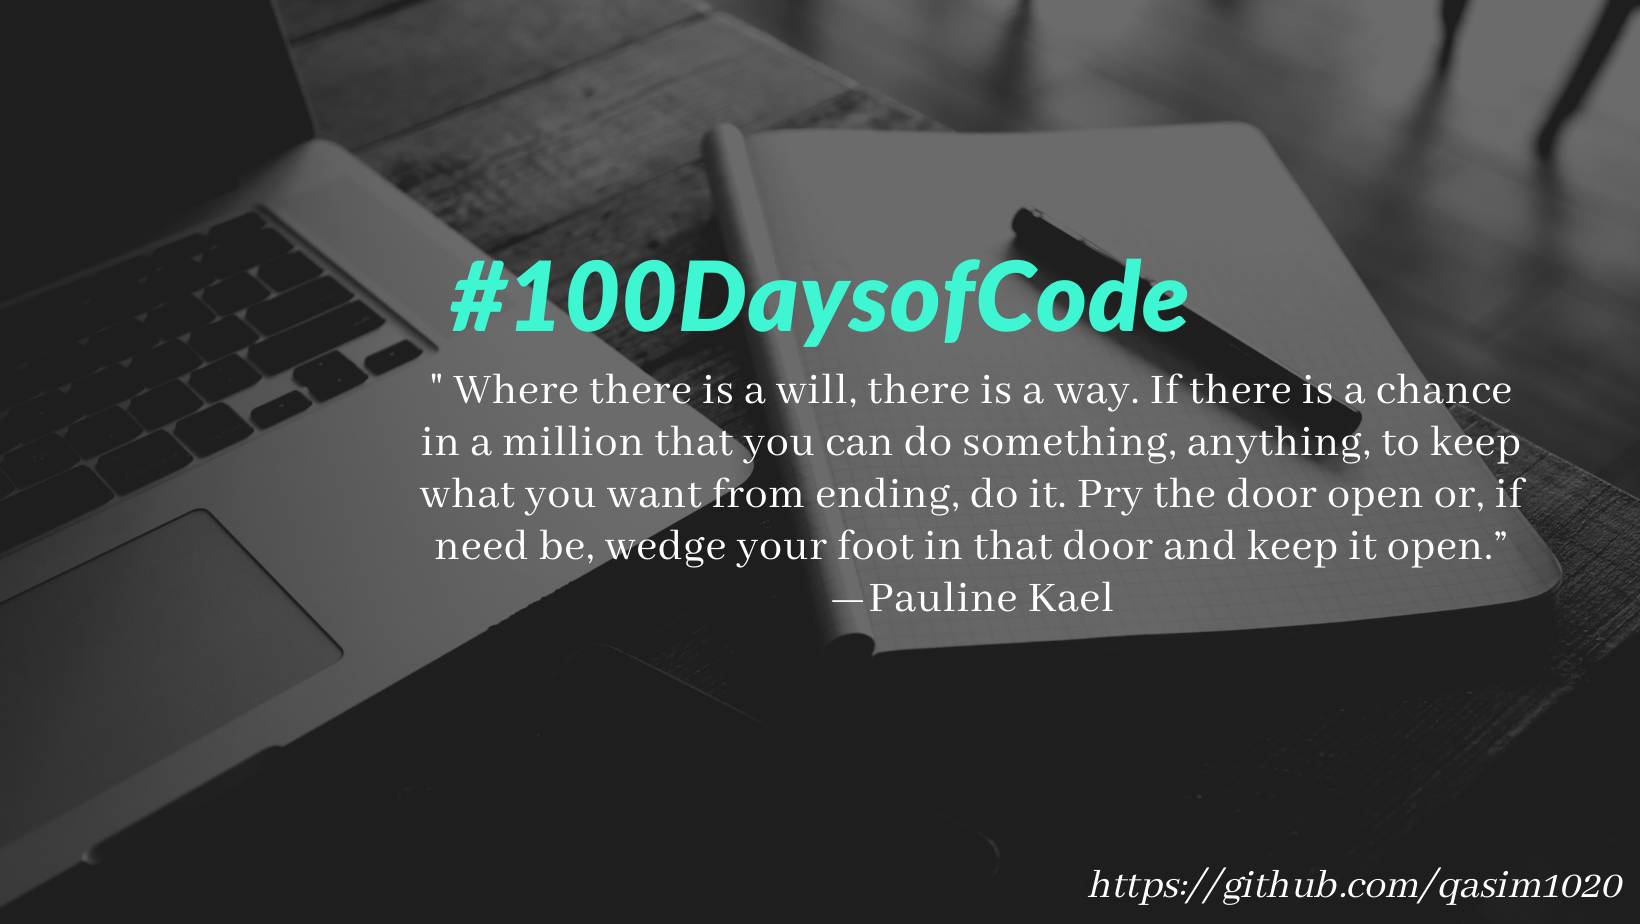 #100DaysofCode
" Where there is a will, there is a way. If there is a chance
in a million that you can do something, anything, to keep
what you want from ending, do it. Pry the door open or, if
need be, wedge your foot in that door and keep it open.”
—Pauline Kael
https://github.com/qasim1020